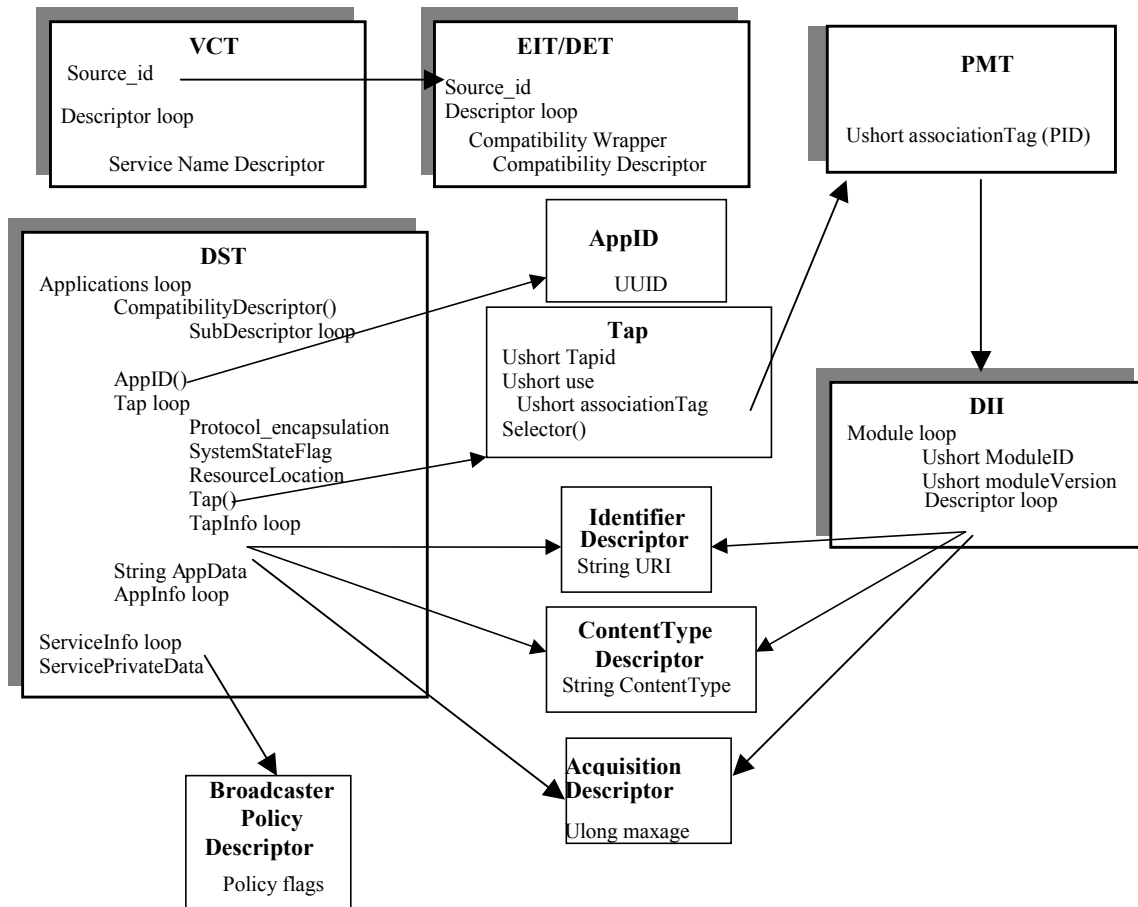 VCT
Source_id
Descriptor loop
Service Name Descriptor
EIT/DET
Source_id
Descriptor loop
Compatibility Wrapper
Compatibility Descriptor
PMT
Ushort associationTag (PID)
DST
Applications loop
CompatibilityDescriptor()
SubDescriptor loop
AppID()
Tap loop
Protocol_encapsulation
SystemStateFlag
ResourceLocation
Tap()
TapInfo loop
String AppData
AppInfo loop
ServiceInfo loop
ServicePrivateData
AppID
UUID
Tap
Ushort Tapid
Ushort use
Ushort associationTag
Selector()
DII
Module loop
Ushort ModuleID
Ushort moduleVersion
Descriptor loop
Identifier
Descriptor
String URI
ContentType
Descriptor
String ContentType
Acquisition
Descriptor
Ulong maxage
Broadcaster
Policy
Descriptor
Policy flags